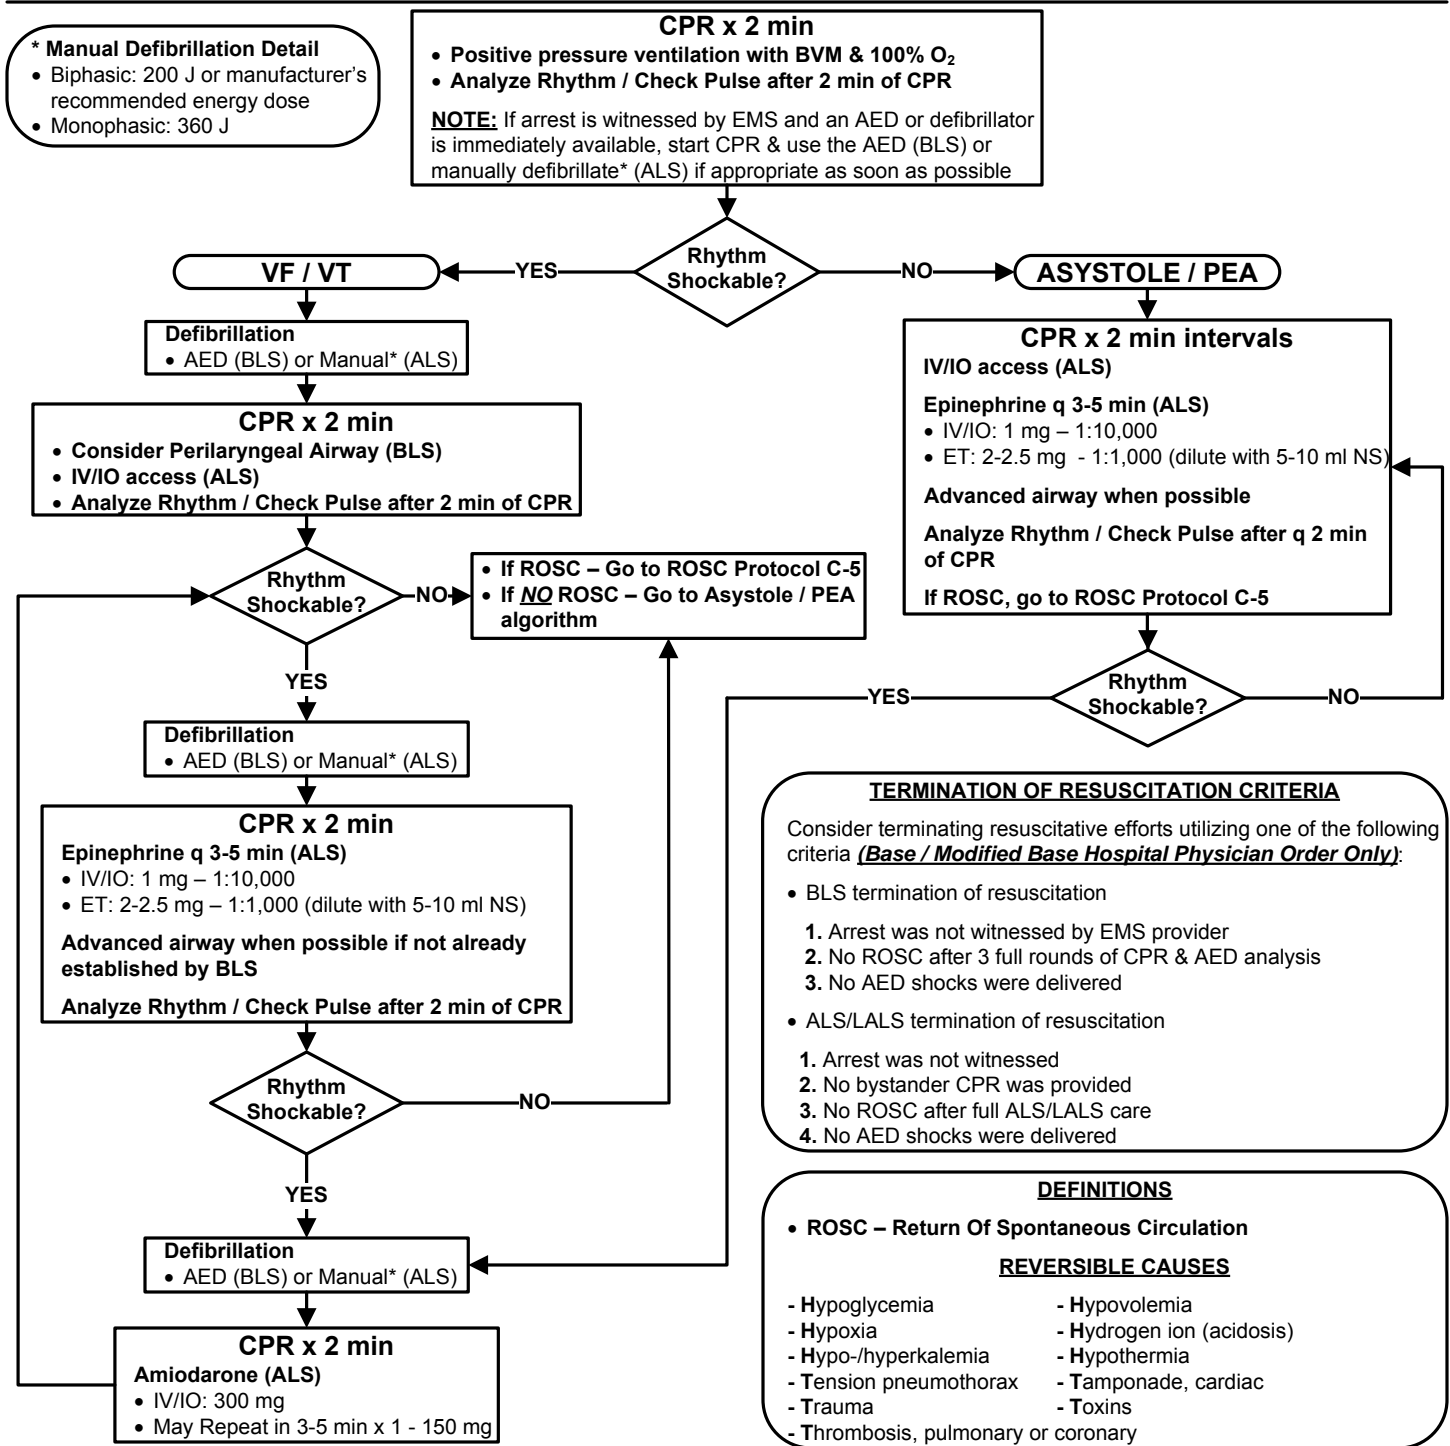 * Manual Defibrillation Detail
• Biphasic: 200 J or manufacturer's
recommended energy dose
• Monophasic: 360 J
CPR x 2 min
• Positive pressure ventilation with BVM & 100% O₂
• Analyze Rhythm / Check Pulse after 2 min of CPR
NOTE: If arrest is witnessed by EMS and an AED or defibrillator
is immediately available, start CPR & use the AED (BLS) or
manually defibrillate* (ALS) if appropriate as soon as possible
Rhythm
Shockable?
YES
NO
VF / VT
Defibrillation
• AED (BLS) or Manual* (ALS)
CPR x 2 min
• Consider Perilaryngeal Airway (BLS)
• IV/IO access (ALS)
• Analyze Rhythm / Check Pulse after 2 min of CPR
Rhythm
Shockable?
NO
• If ROSC – Go to ROSC Protocol C-5
• If NO ROSC – Go to Asystole / PEA
algorithm
YES
Defibrillation
• AED (BLS) or Manual* (ALS)
CPR x 2 min
Epinephrine q 3-5 min (ALS)
• IV/IO: 1 mg – 1:10,000
• ET: 2-2.5 mg – 1:1,000 (dilute with 5-10 ml NS)
Advanced airway when possible if not already
established by BLS
Analyze Rhythm / Check Pulse after 2 min of CPR
Rhythm
Shockable?
NO
YES
Defibrillation
• AED (BLS) or Manual* (ALS)
CPR x 2 min
Amiodarone (ALS)
• IV/IO: 300 mg
• May Repeat in 3-5 min x 1 - 150 mg
ASYSTOLE / PEA
CPR x 2 min intervals
IV/IO access (ALS)
Epinephrine q 3-5 min (ALS)
• IV/IO: 1 mg – 1:10,000
• ET: 2-2.5 mg - 1:1,000 (dilute with 5-10 ml NS)
Advanced airway when possible
Analyze Rhythm / Check Pulse after q 2 min
of CPR
If ROSC, go to ROSC Protocol C-5
Rhythm
Shockable?
YES
NO
TERMINATION OF RESUSCITATION CRITERIA
Consider terminating resuscitative efforts utilizing one of the following
criteria (Base / Modified Base Hospital Physician Order Only):
• BLS termination of resuscitation
1. Arrest was not witnessed by EMS provider
2. No ROSC after 3 full rounds of CPR & AED analysis
3. No AED shocks were delivered
• ALS/LALS termination of resuscitation
1. Arrest was not witnessed
2. No bystander CPR was provided
3. No ROSC after full ALS/LALS care
4. No AED shocks were delivered
DEFINITIONS
• ROSC – Return Of Spontaneous Circulation
REVERSIBLE CAUSES
- Hypoglycemia - Hypovolemia
- Hypoxia - Hydrogen ion (acidosis)
- Hypo-/hyperkalemia - Hypothermia
- Tension pneumothorax - Tamponade, cardiac
- Trauma - Toxins
- Thrombosis, pulmonary or coronary